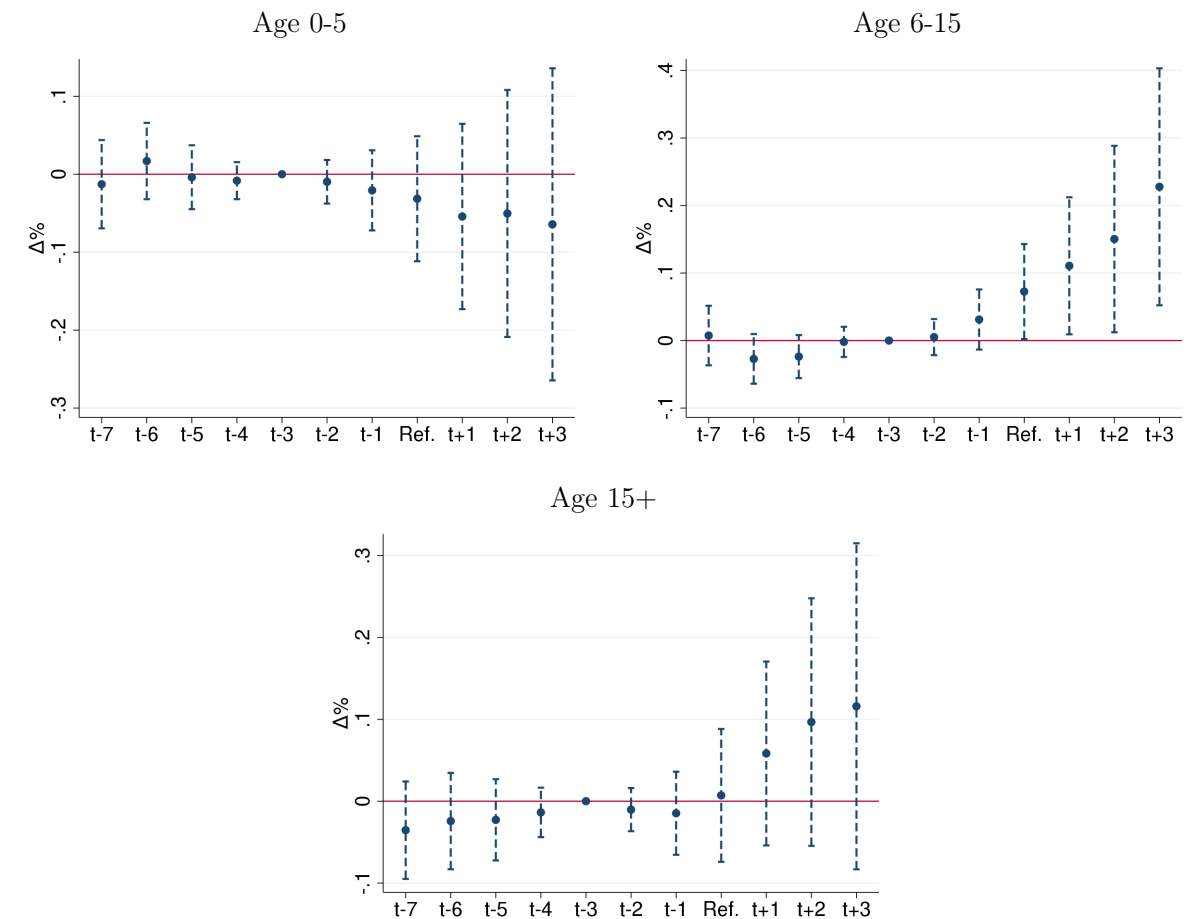 Age 0-5
Age 6-15
.1
0
-.1
-.2
-.3
Δ%
t-7 t-6 t-5 t-4 t-3 t-2 t-1 Ref. t+1 t+2 t+3
.4
.3
.2
.1
0
-.1
Δ%
t-7 t-6 t-5 t-4 t-3 t-2 t-1 Ref. t+1 t+2 t+3
Age 15+
.3
.2
.1
0
-.1
Δ%
t-7 t-6 t-5 t-4 t-3 t-2 t-1 Ref. t+1 t+2 t+3